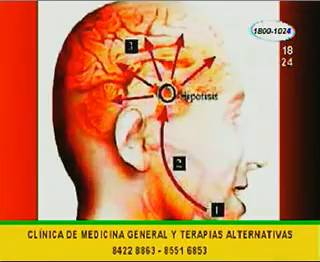 1800-1024
18
24
3
Hipófisis
2
1
CLÍNICA DE MEDICINA GENERAL Y TERAPIAS ALTERNATIVAS
8422 8863 - 8551 6853